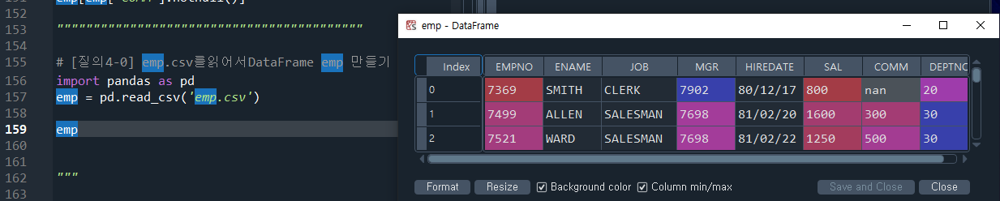 151
emp[emp['COMM'].notnull()]
152
153 """"""""""""""""""""""""""""""""""""""""""
154
155 # [질의4-0] emp.csv를읽어서DataFrame emp 만들기
156 import pandas as pd
157 emp = pd.read_csv('emp.csv')
158
159 emp
160
161
162 """
163
emp - DataFrame
Index EMPNO ENAME JOB MGR HIREDATE SAL COMM DEPTNO
0 7369 SMITH CLERK 7902 80/12/17 800 nan 20
1 7499 ALLEN SALESMAN 7698 81/02/20 1600 300 30
2 7521 WARD SALESMAN 7698 81/02/22 1250 500 30
Format Resize Background color Column min/max Save and Close Close